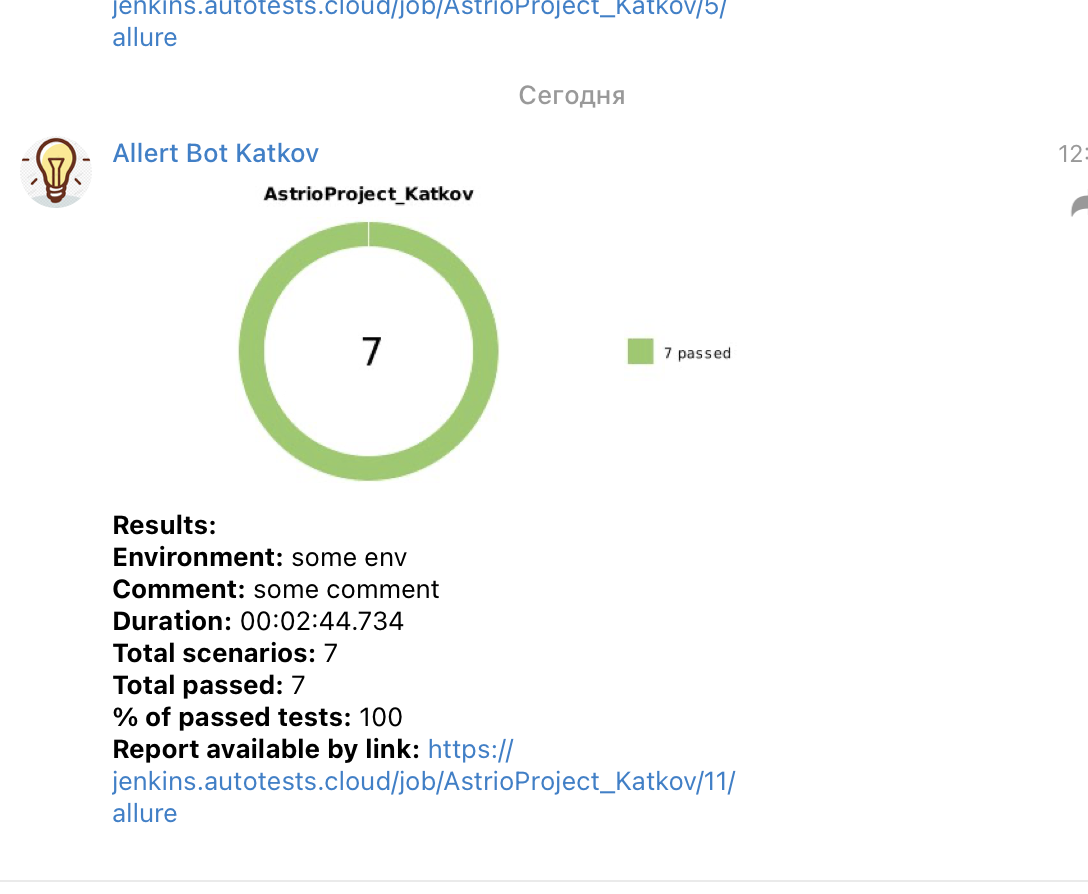 jenkins.autotests.cloud/job/AstrioProject_Katkov/5/
allure
Сегодня
Allert Bot Katkov
12:
AstrioProject_Katkov
7
7 passed
Results:
Environment: some env
Comment: some comment
Duration: 00:02:44.734
Total scenarios: 7
Total passed: 7
% of passed tests: 100
Report available by link: https://
jenkins.autotests.cloud/job/AstrioProject_Katkov/11/
allure